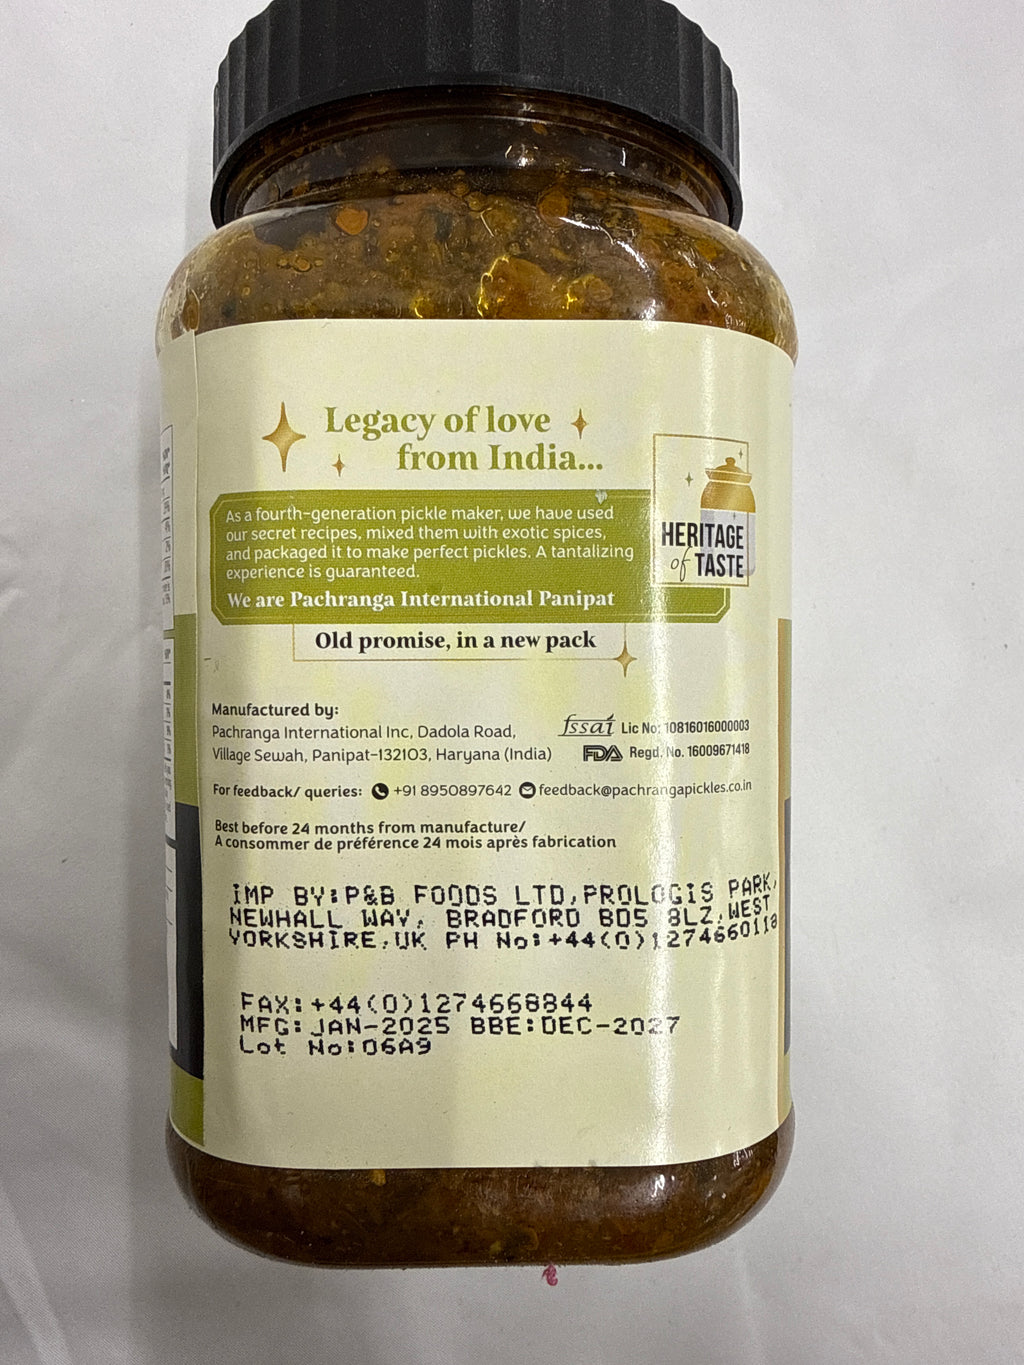 Legacy of love
from India...
As a fourth-generation pickle maker, we have used
our secret recipes, mixed them with exotic spices,
and packaged it to make perfect pickles. A tantalizing
experience is guaranteed.
We are Pachranga International Panipat
HERITAGE
of TASTE
Old promise, in a new pack
Manufactured by:
Pachranga International Inc, Dadola Road,
Village Sewah, Panipat-132103, Haryana (India)
fssai Lic No: 10816016000003
FDA Regd. No. 16009671418
For feedback/ queries: +91 8950897642 feedback@pachrangapickles.co.in
Best before 24 months from manufacture/
A consommer de préférence 24 mois après fabrication
IMP BY:P&B FOODS LTD,PROLOGIS PARK,
NEWHALL WAY, BRADFORD BD5 8LZ,WEST
YORKSHIRE,UK PH No:+44(0)1274660118
FAX:+44(0)1274668844
MFG:JAN-2025 BBE:DEC-2027
Lot No:06A9